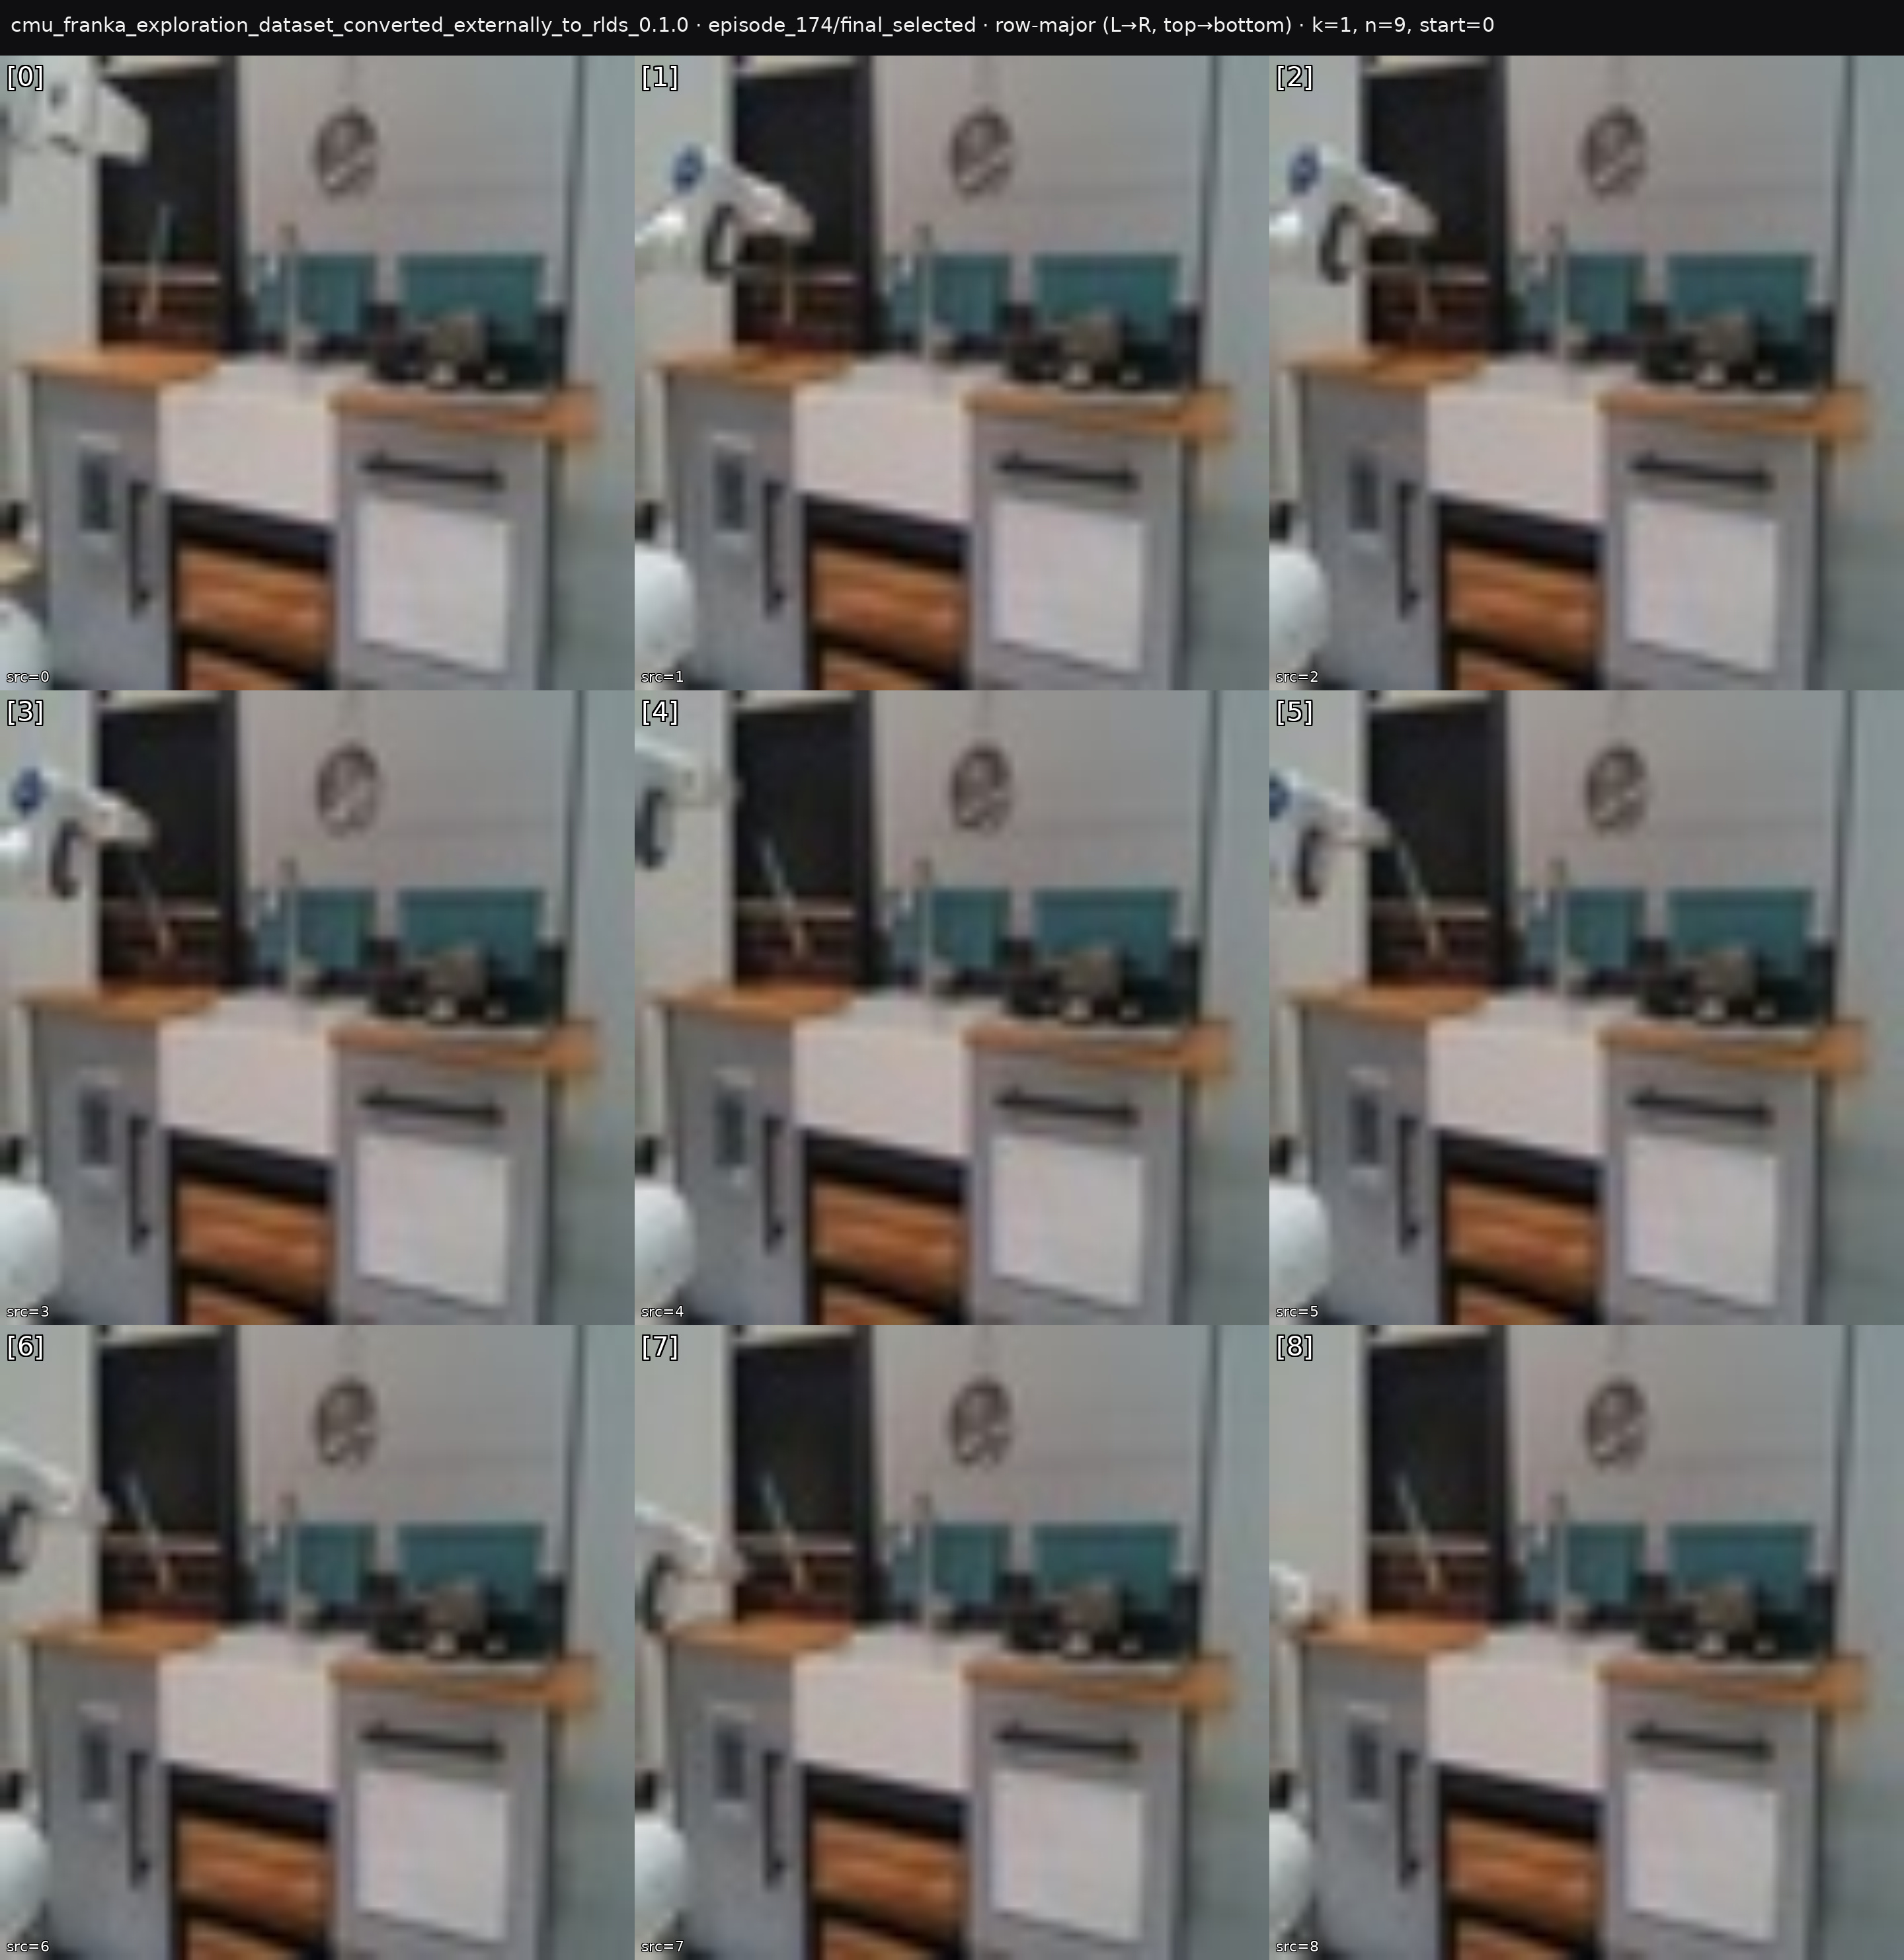 cmu_franka_exploration_dataset_converted_externally_to_rlds_0.1.0 · episode_174/final_selected · row-major (L→R, top→bottom) · k=1, n=9, start=0
[0]
[1]
[2]
src=0
src=1
src=2
[3]
[4]
[5]
src=3
src=4
src=5
[6]
[7]
[8]
src=6
src=7
src=8